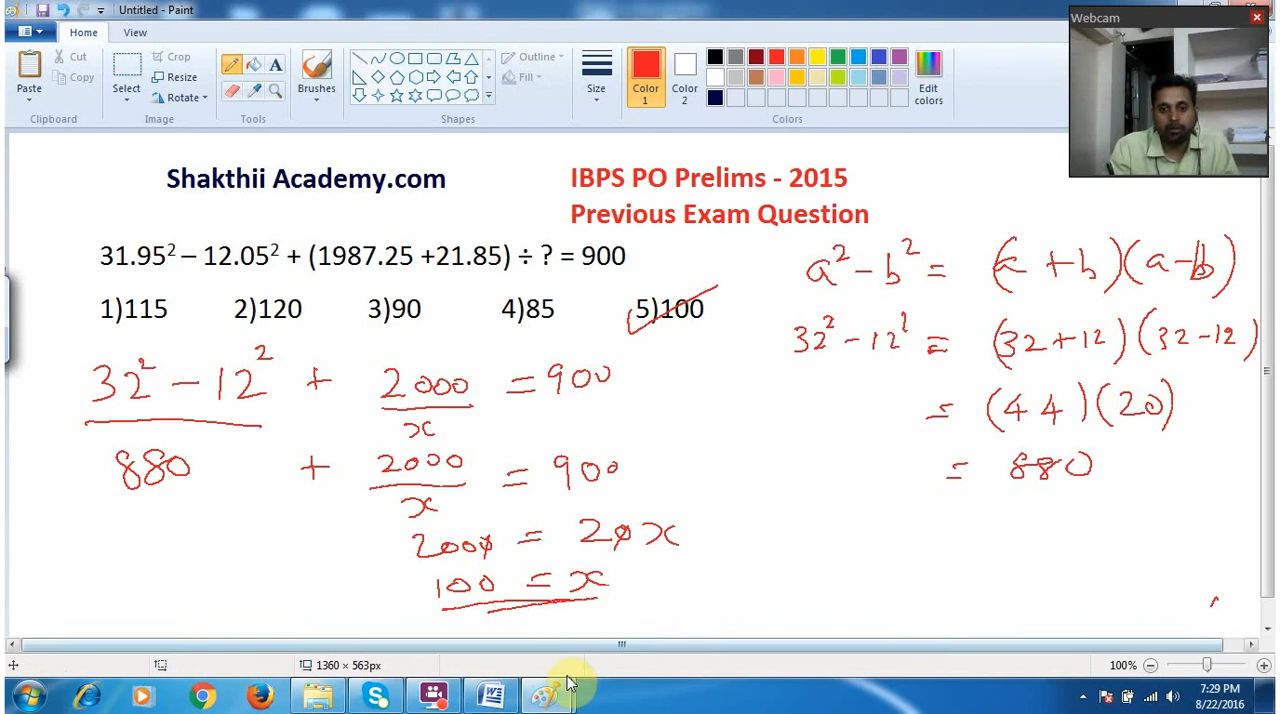 Untitled - Paint
Webcam
Home View
Paste
Cut
Copy
Clipboard
Select
Crop
Resize
Rotate
Image
Tools
Brushes
Shapes
Outline
Fill
Size
Color 1
Color 2
Edit colors
Colors
Shakthii Academy.com
IBPS PO Prelims - 2015
Previous Exam Question
31.95² – 12.05² + (1987.25 +21.85) ÷ ? = 900
1)115 2)120 3)90 4)85 5)100
32² – 12² + 2000/x = 900
880 + 2000/x = 900
2000 = 20x
100 = x
a² – b² = (a + b)(a – b)
32² – 12² = (32+12)(32-12)
= (44)(20)
= 880
1360 × 563px
100%
7:29 PM
8/22/2016